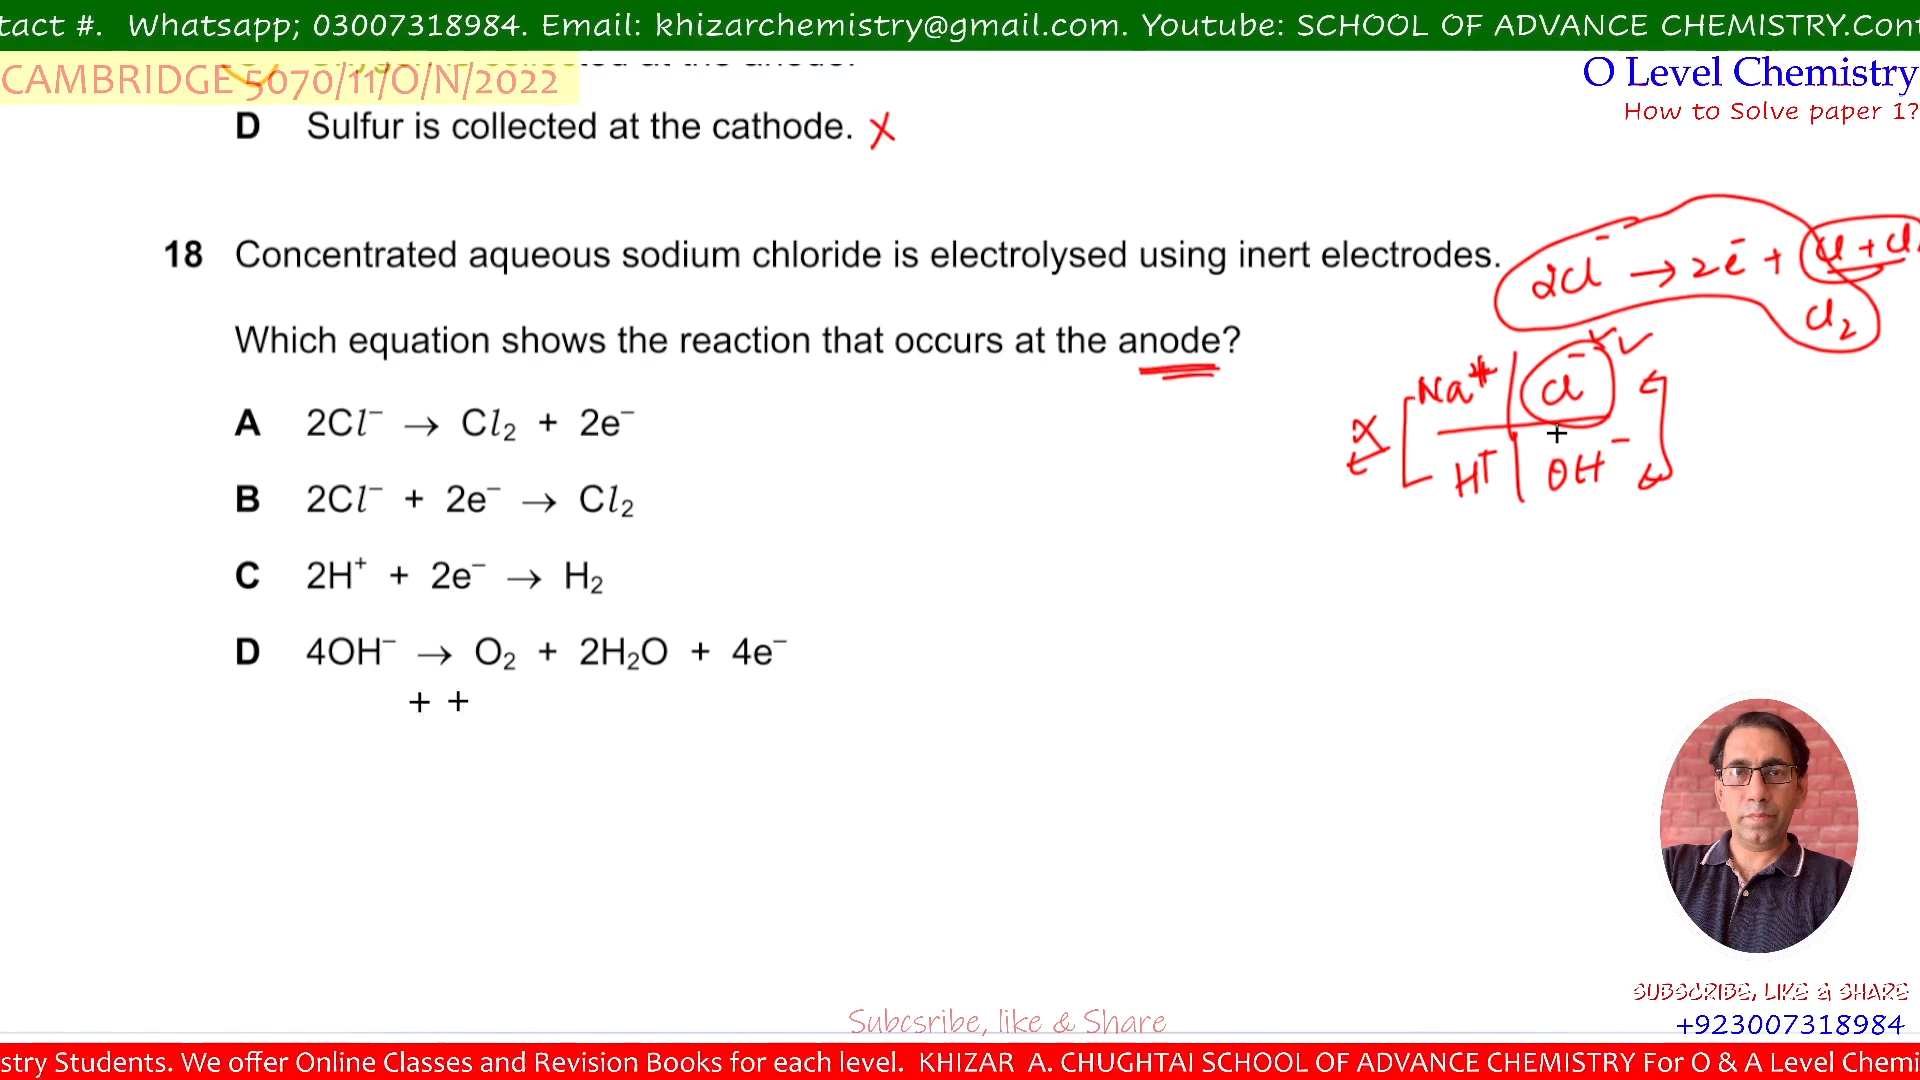 tact #.  Whatsapp; 03007318984. Email: khizarchemistry@gmail.com. Youtube: SCHOOL OF ADVANCE CHEMISTRY.Cont
CAMBRIDGE 5070/11/O/N/2022
O Level Chemistry
How to Solve paper 1?
D Sulfur is collected at the cathode. X
18 Concentrated aqueous sodium chloride is electrolysed using inert electrodes.
2Cl⁻ → 2e⁻ + Cl + Cl
Cl₂
Which equation shows the reaction that occurs at the anode?
Na⁺ Cl⁻
H⁺ OH⁻
A 2Cl⁻ → Cl₂ + 2e⁻
B 2Cl⁻ + 2e⁻ → Cl₂
C 2H⁺ + 2e⁻ → H₂
D 4OH⁻ → O₂ + 2H₂O + 4e⁻
+ +
SUBSCRIBE, LIKE & SHARE
+923007318984
Subcsribe, like & Share
stry Students. We offer Online Classes and Revision Books for each level.  KHIZAR  A. CHUGHTAI SCHOOL OF ADVANCE CHEMISTRY For O & A Level Chemi